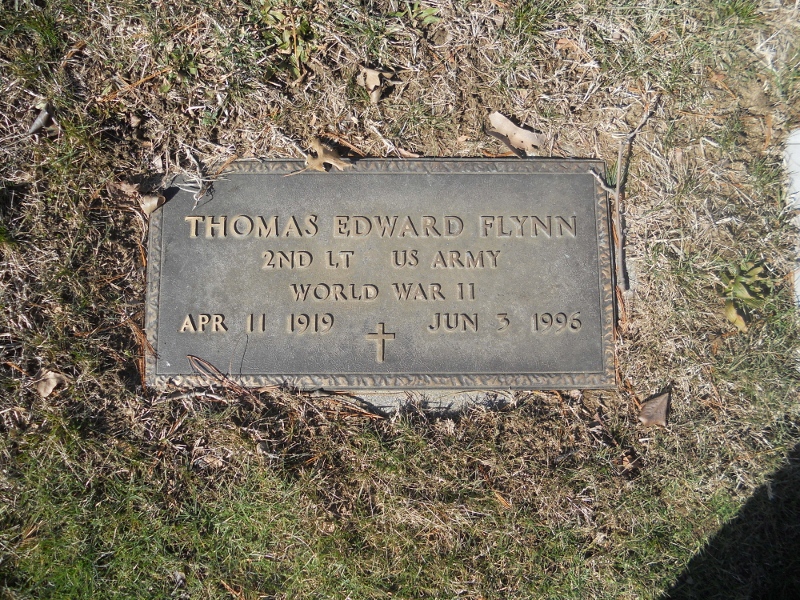 THOMAS EDWARD FLYNN
2ND LT US ARMY
WORLD WAR II
APR 11 1919 JUN 3 1996